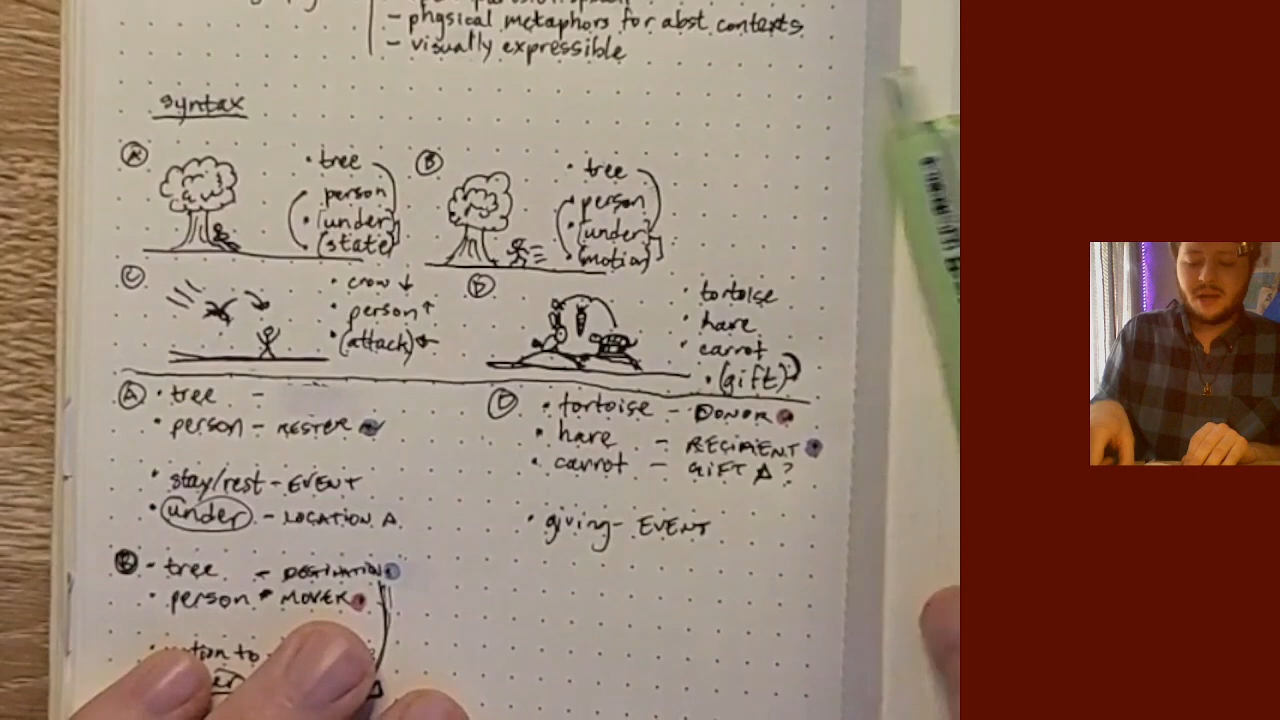 - physical metaphors for abst contexts
- visually expressible
syntax
A
• tree
person
• (under)
(state)
B
• tree
• person
• (under)
(motion)
C
• crow ↓
• person ↑
• (attack)
D
• tortoise
• hare
• carrot
• (gift)
A • tree -
• person - RESTER
• stay/rest - EVENT
• under - LOCATION Δ
B - tree - DESTINATION
• person • MOVER
D • tortoise - DONOR
• hare - RECIPIENT
• carrot - GIFT Δ ?
• giving - EVENT